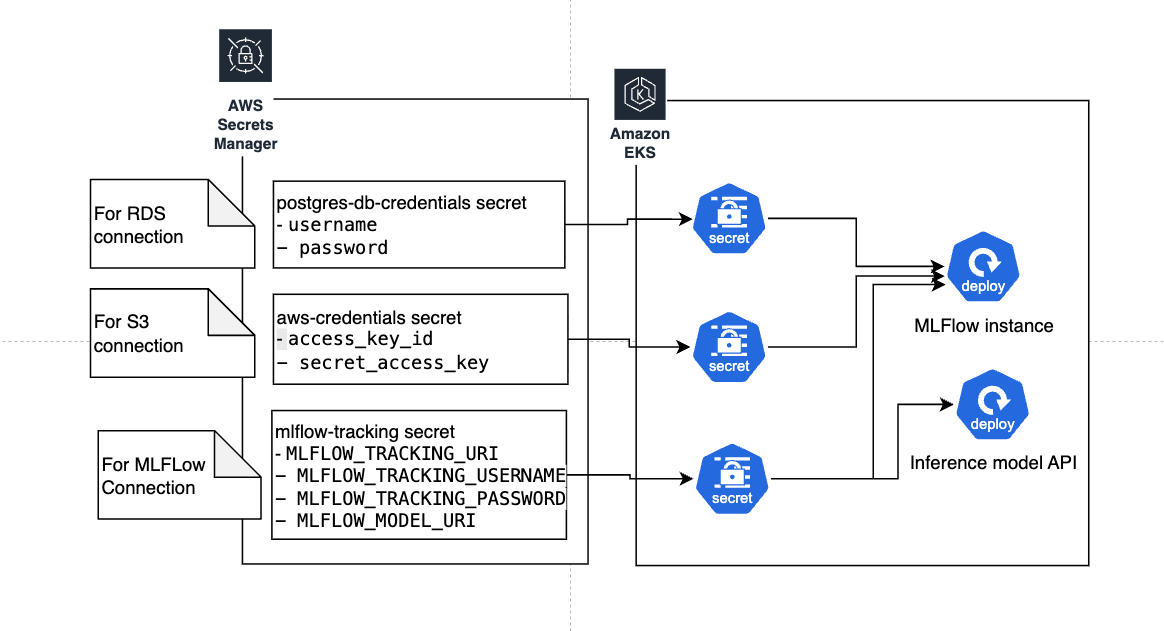 AWS
Secrets
Manager
Amazon
EKS
For RDS
connection
postgres-db-credentials secret
- username
– password
secret
deploy
MLFlow instance
For S3
connection
aws-credentials secret
- access_key_id
– secret_access_key
secret
deploy
Inference model API
For MLFLow
Connection
mlflow-tracking secret
- MLFLOW_TRACKING_URI
– MLFLOW_TRACKING_USERNAME
– MLFLOW_TRACKING_PASSWORD
– MLFLOW_MODEL_URI
secret